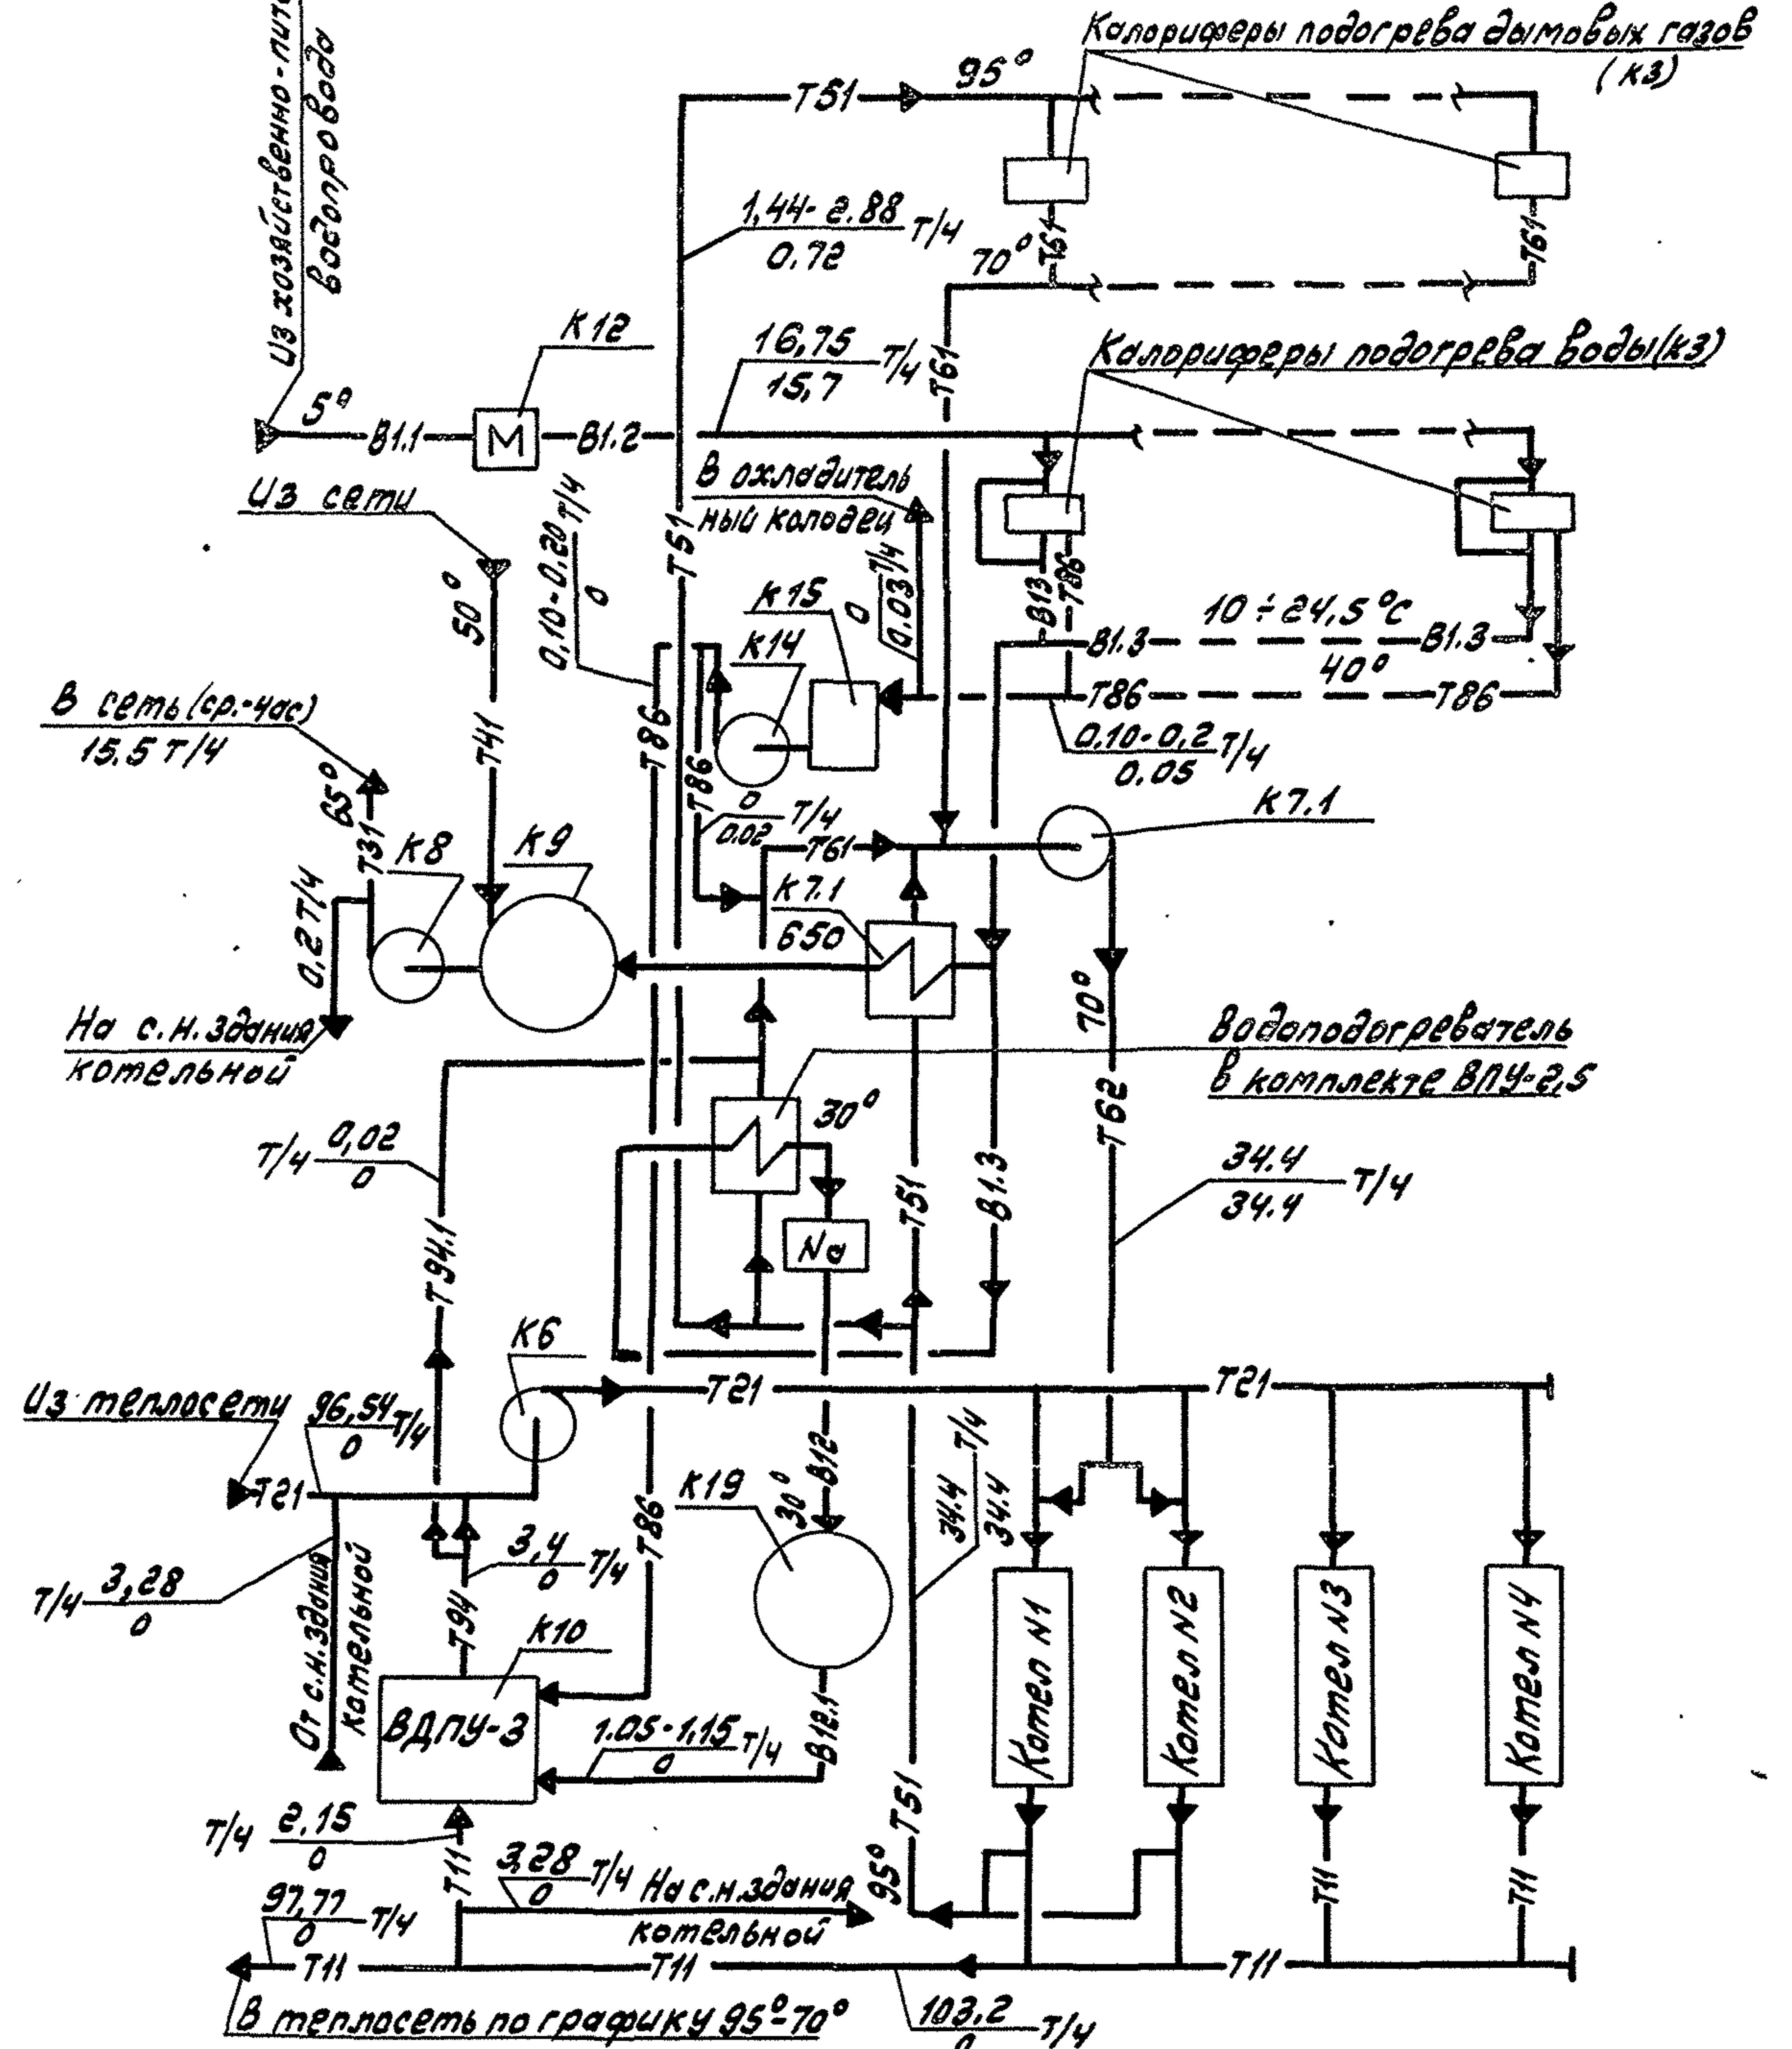 Из хозяйственно-пит
водопровода
Калориферы подогрева дымовых газов
(К3)
Т51
95°
1,44-2.88 т/ч
0.72
70°
Т61
Т61
Т61
К12
16,75 т/ч
15,7
Калориферы подогрева воды(К3)
5°
В1.1
М
В1.2
Из сети
В охладитель
ный колодец
0,10-0,20 т/ч
0
Т51
50°
0 т/ч
0.03
К15
К14
В13
Т86
10÷24,5°С
В1.3
В1.3
40°
Т86
Т86
0,10-0,2 т/ч
0.05
В сеть (ср.-час)
15.5 т/ч
65°
Т31
Т41
Т86
Т86
0 т/ч
0.02
Т61
К7.1
К8
К9
К7.1
650
0,2 т/ч
На с.н. здания
котельной
70°
Т62
Водоподогреватель
в комплекте ВПУ-2,5
30°
т/ч 0,02
0
Т94.1
Na
Т51
В1.3
34.4 т/ч
34.4
К6
Т21
Т21
Из теплосети
96,54 т/ч
0
Т21
К19
30°
В12
34.4 т/ч
34.4
Т86
3,4 т/ч
0
т/ч 3,28
0
От с.н. здания
котельной
Т94
К10
ВДПУ-3
1.05-1,15 т/ч
0
В12.1
Котел N1
Котел N2
Котел N3
Котел N4
т/ч 2,15
0
Т11
3,28 т/ч
0
На с.н. здания
котельной
95°
Т51
Т11
Т11
97,77 т/ч
0
Т11
Т11
Т11
В теплосеть по графику 95°-70°
103,2 т/ч
0